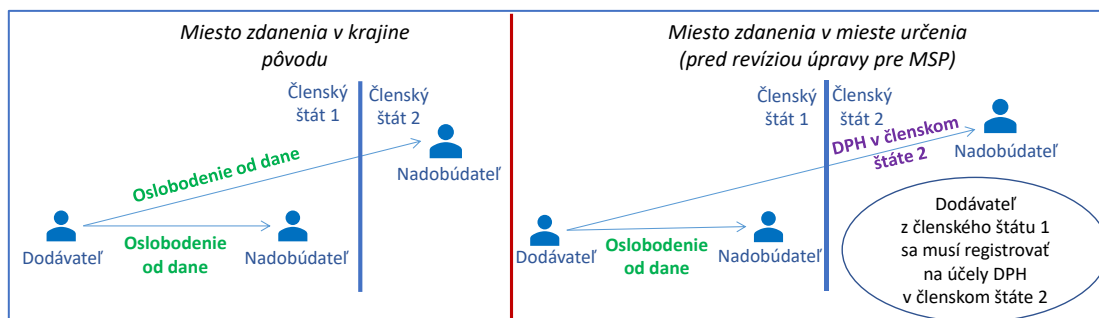 Miesto zdanenia v krajine
pôvodu
Členský
štát 1
Členský
štát 2
Oslobodenie od dane
Nadobúdateľ
Dodávateľ
Oslobodenie
od dane
Nadobúdateľ
Miesto zdanenia v mieste určenia
(pred revíziou úpravy pre MSP)
Členský
štát 1
Členský
štát 2
DPH v členskom
štáte 2
Nadobúdateľ
Dodávateľ
Oslobodenie
od dane
Nadobúdateľ
Dodávateľ
z členského štátu 1
sa musí registrovať
na účely DPH
v členskom štáte 2